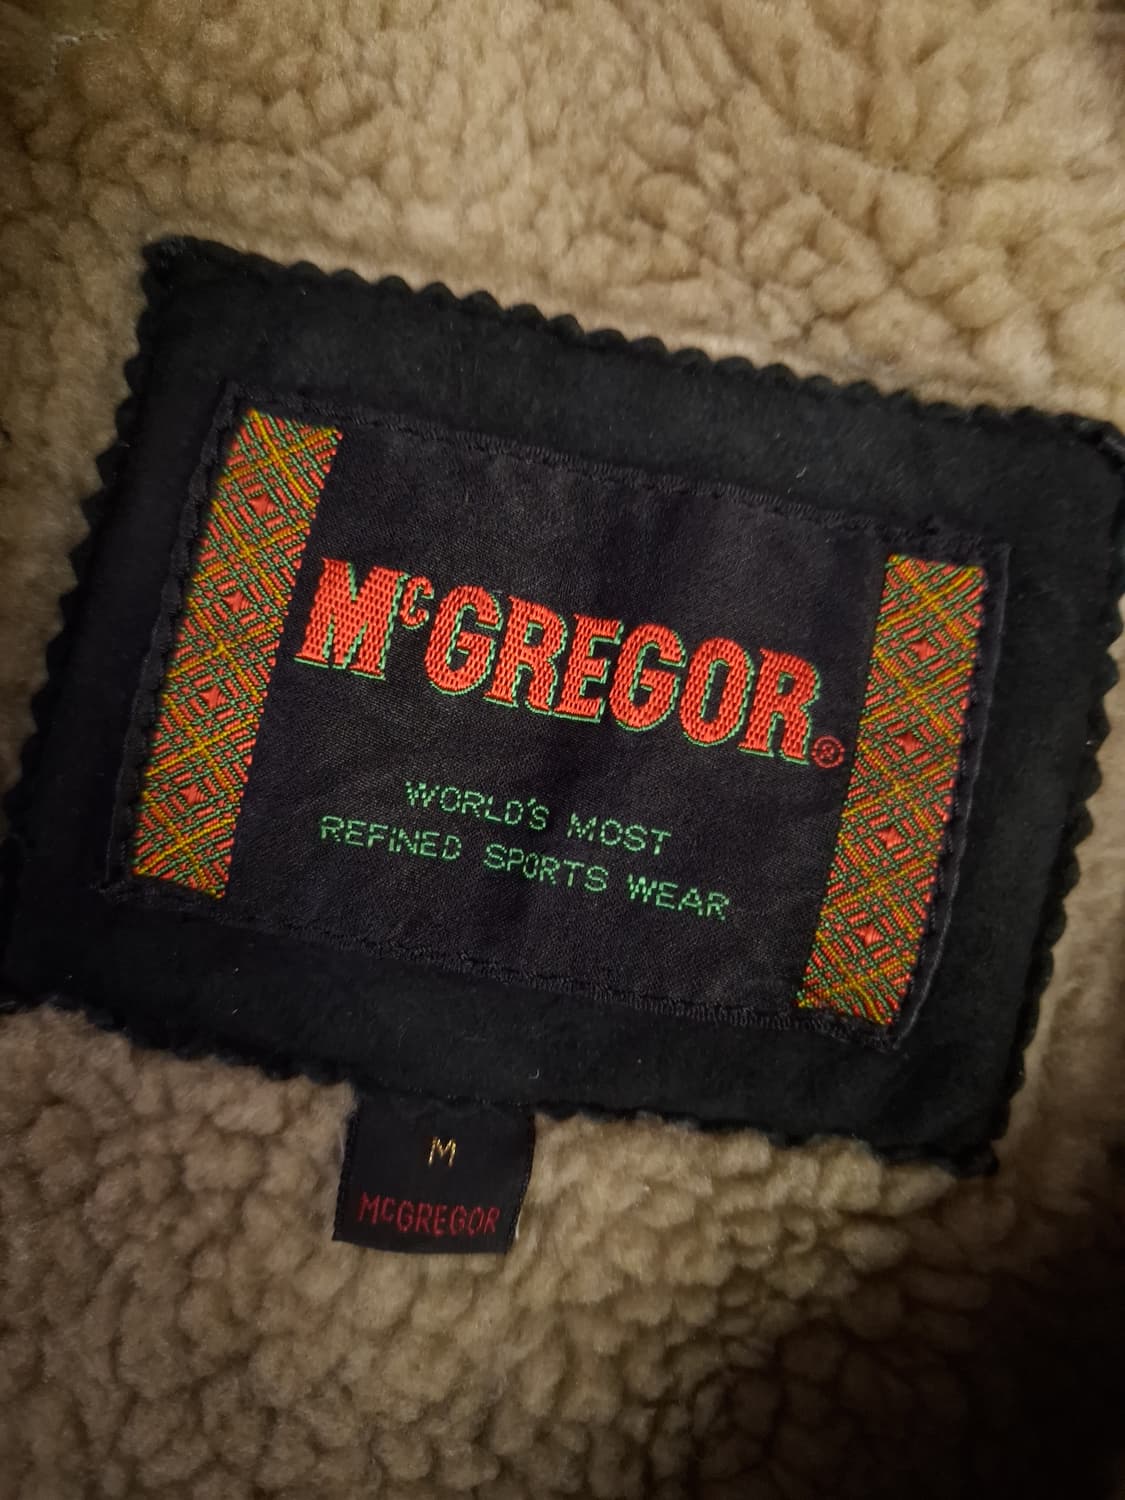 McGREGOR®
WORLD'S MOST
REFINED SPORTS WEAR
M
McGREGOR